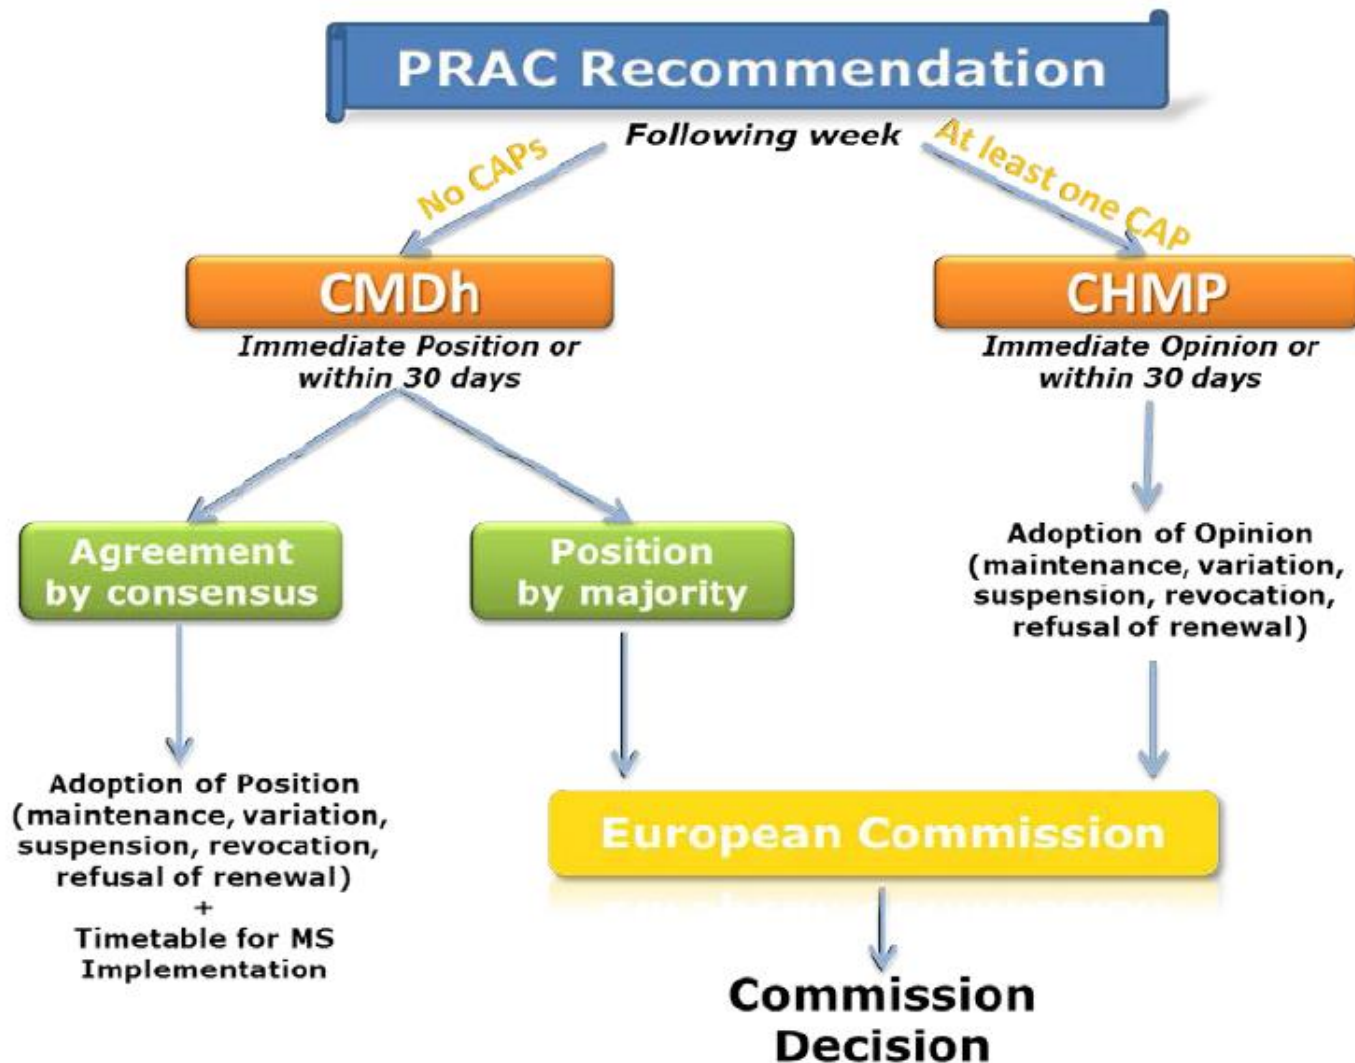 PRAC Recommendation
Following week
No CAPs
At least one CAP
CMDh
Immediate Position or
within 30 days
CHMP
Immediate Opinion or
within 30 days
Agreement
by consensus
Position
by majority
Adoption of Opinion
(maintenance, variation,
suspension, revocation,
refusal of renewal)
Adoption of Position
(maintenance, variation,
suspension, revocation,
refusal of renewal)
+
Timetable for MS
Implementation
European Commission
Commission
Decision